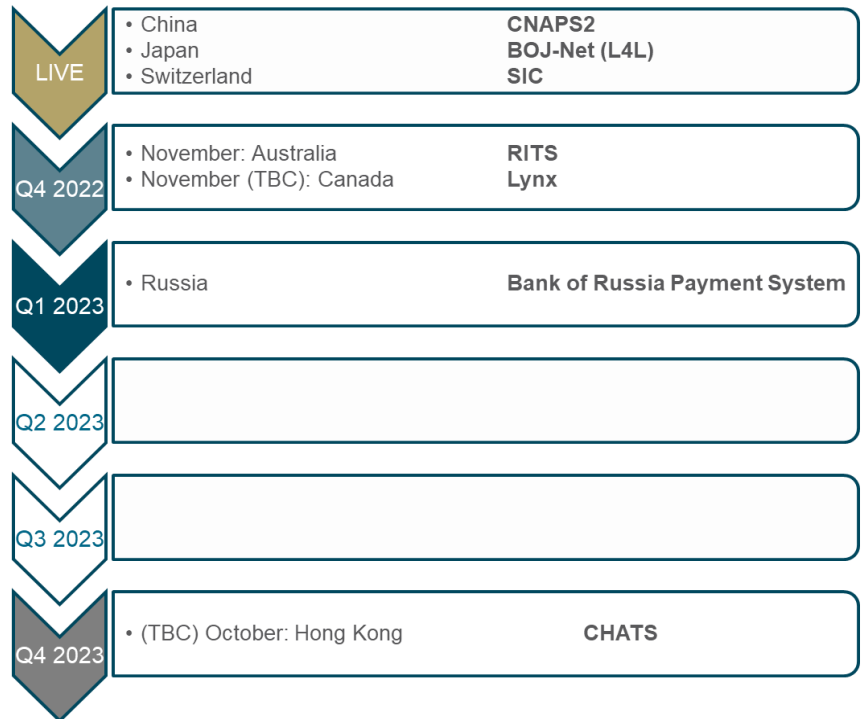 LIVE
• China CNAPS2
• Japan BOJ-Net (L4L)
• Switzerland SIC
Q4 2022
• November: Australia RITS
• November (TBC): Canada Lynx
Q1 2023
• Russia Bank of Russia Payment System
Q2 2023
Q3 2023
Q4 2023
• (TBC) October: Hong Kong CHATS